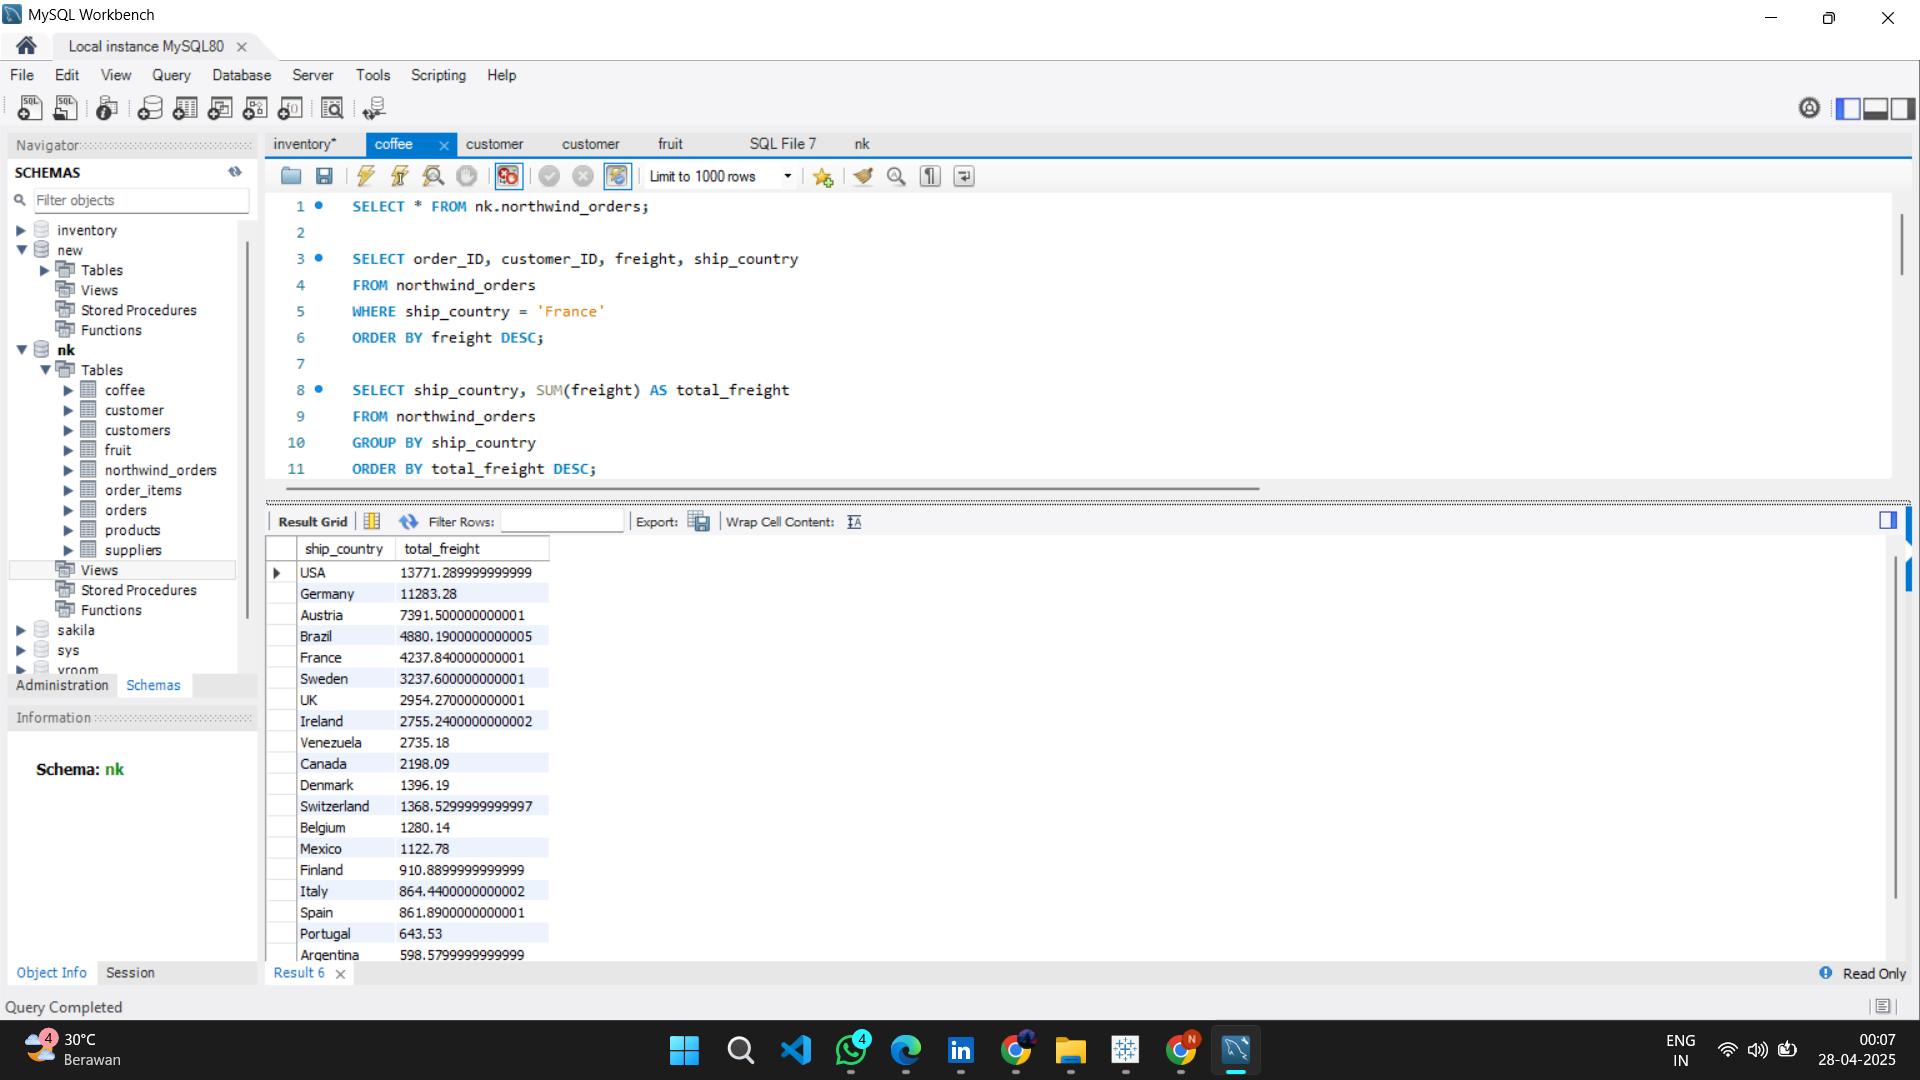 MySQL Workbench
Local instance MySQL80
File Edit View Query Database Server Tools Scripting Help
Navigator
SCHEMAS
Filter objects
inventory
new
Tables
Views
Stored Procedures
Functions
nk
Tables
coffee
customer
customers
fruit
northwind_orders
order_items
orders
products
suppliers
Views
Stored Procedures
Functions
sakila
sys
vroom
Administration Schemas
Information
Schema: nk
Object Info Session
inventory* coffee customer customer fruit SQL File 7 nk
Limit to 1000 rows
1 SELECT * FROM nk.northwind_orders;
2
3 SELECT order_ID, customer_ID, freight, ship_country
4 FROM northwind_orders
5 WHERE ship_country = 'France'
6 ORDER BY freight DESC;
7
8 SELECT ship_country, SUM(freight) AS total_freight
9 FROM northwind_orders
10 GROUP BY ship_country
11 ORDER BY total_freight DESC;
Result Grid Filter Rows: Export: Wrap Cell Content:
ship_country total_freight
USA 13771.289999999999
Germany 11283.28
Austria 7391.500000000001
Brazil 4880.1900000000005
France 4237.840000000001
Sweden 3237.600000000001
UK 2954.270000000001
Ireland 2755.2400000000002
Venezuela 2735.18
Canada 2198.09
Denmark 1396.19
Switzerland 1368.5299999999997
Belgium 1280.14
Mexico 1122.78
Finland 910.8899999999999
Italy 864.4400000000002
Spain 861.8900000000001
Portugal 643.53
Argentina 598.5799999999999
Result 6 Read Only
Query Completed
4 30°C
Berawan
4
N
ENG
IN
00:07
28-04-2025